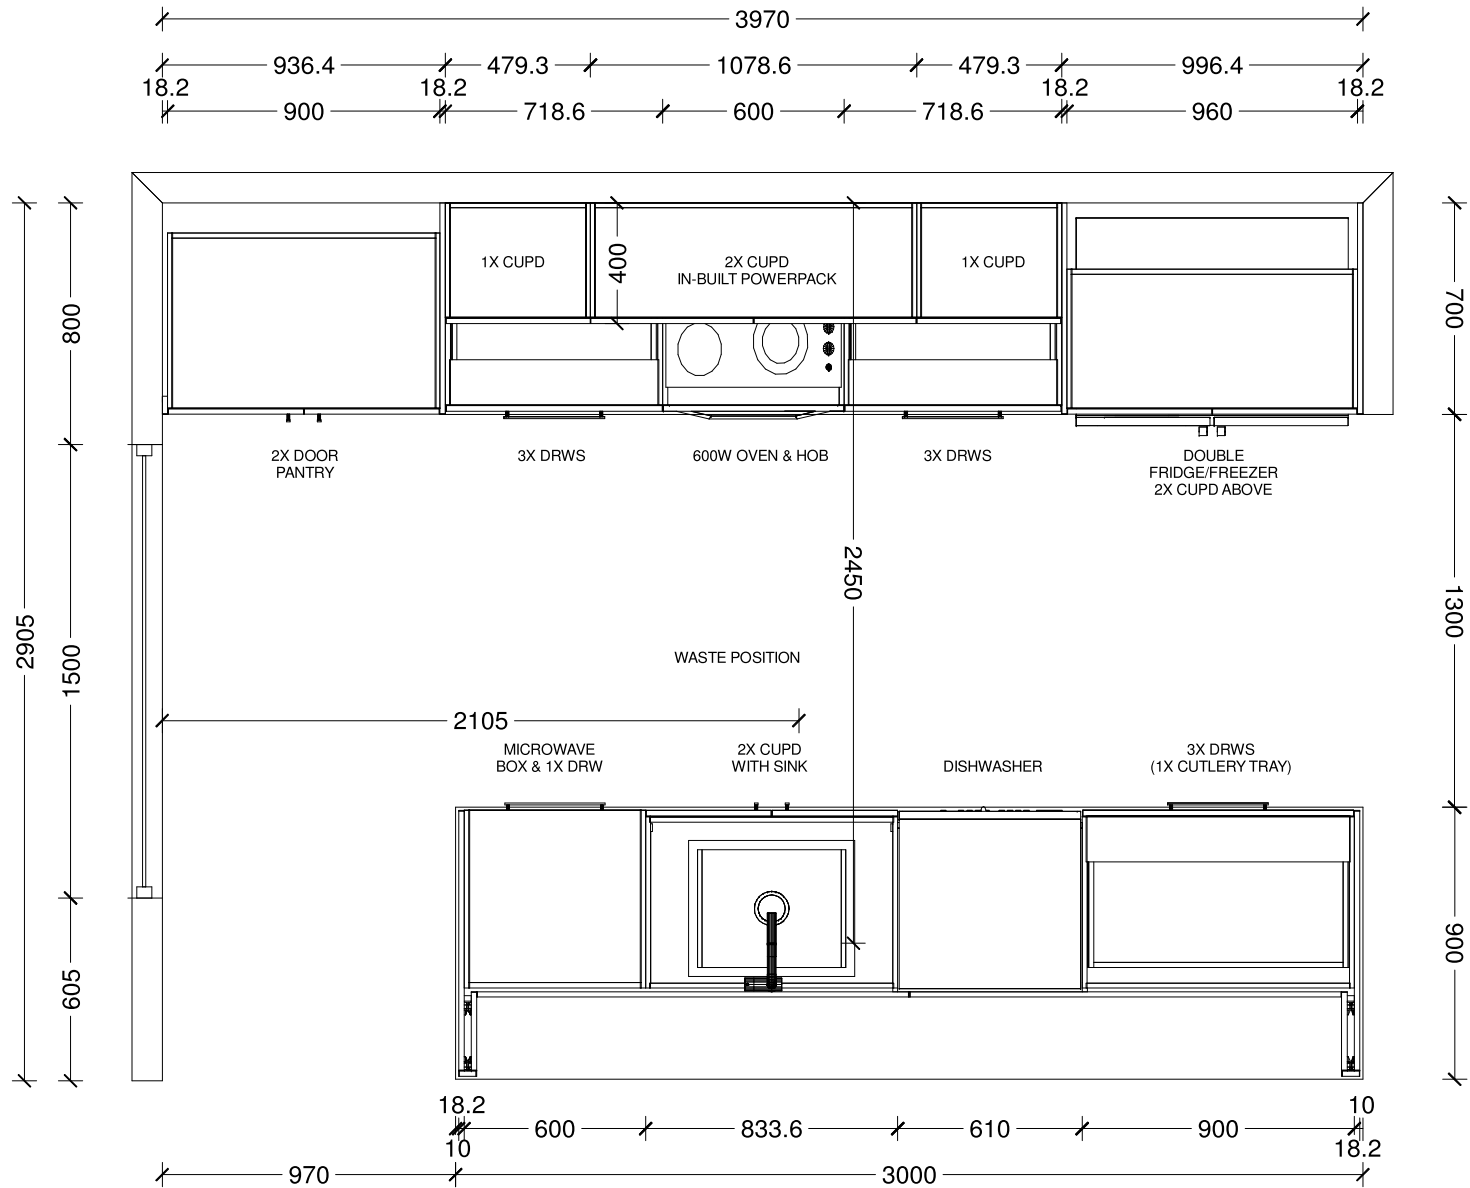 3970
936.4
479.3
1078.6
479.3
996.4
18.2
18.2
18.2
18.2
900
718.6
600
718.6
960
1X CUPD
400
2X CUPD
IN-BUILT POWERPACK
1X CUPD
800
700
2X DOOR
PANTRY
3X DRWS
600W OVEN & HOB
3X DRWS
DOUBLE
FRIDGE/FREEZER
2X CUPD ABOVE
2450
2905
1500
1300
WASTE POSITION
2105
MICROWAVE
BOX & 1X DRW
2X CUPD
WITH SINK
DISHWASHER
3X DRWS
(1X CUTLERY TRAY)
605
900
18.2
10
600
833.6
610
900
10
18.2
970
3000